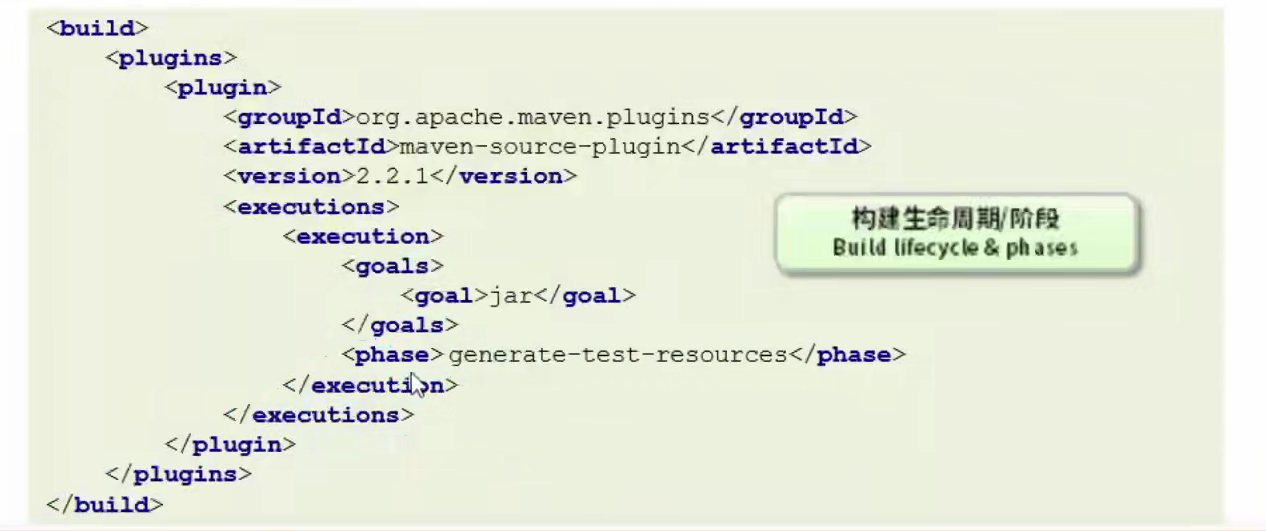 <build>
<plugins>
<plugin>
<groupId>org.apache.maven.plugins</groupId>
<artifactId>maven-source-plugin</artifactId>
<version>2.2.1</version>
<executions>
<execution>
<goals>
<goal>jar</goal>
</goals>
<phase>generate-test-resources</phase>
</execution>
</executions>
</plugin>
</plugins>
</build>
构建生命周期/阶段
Build lifecycle & phases